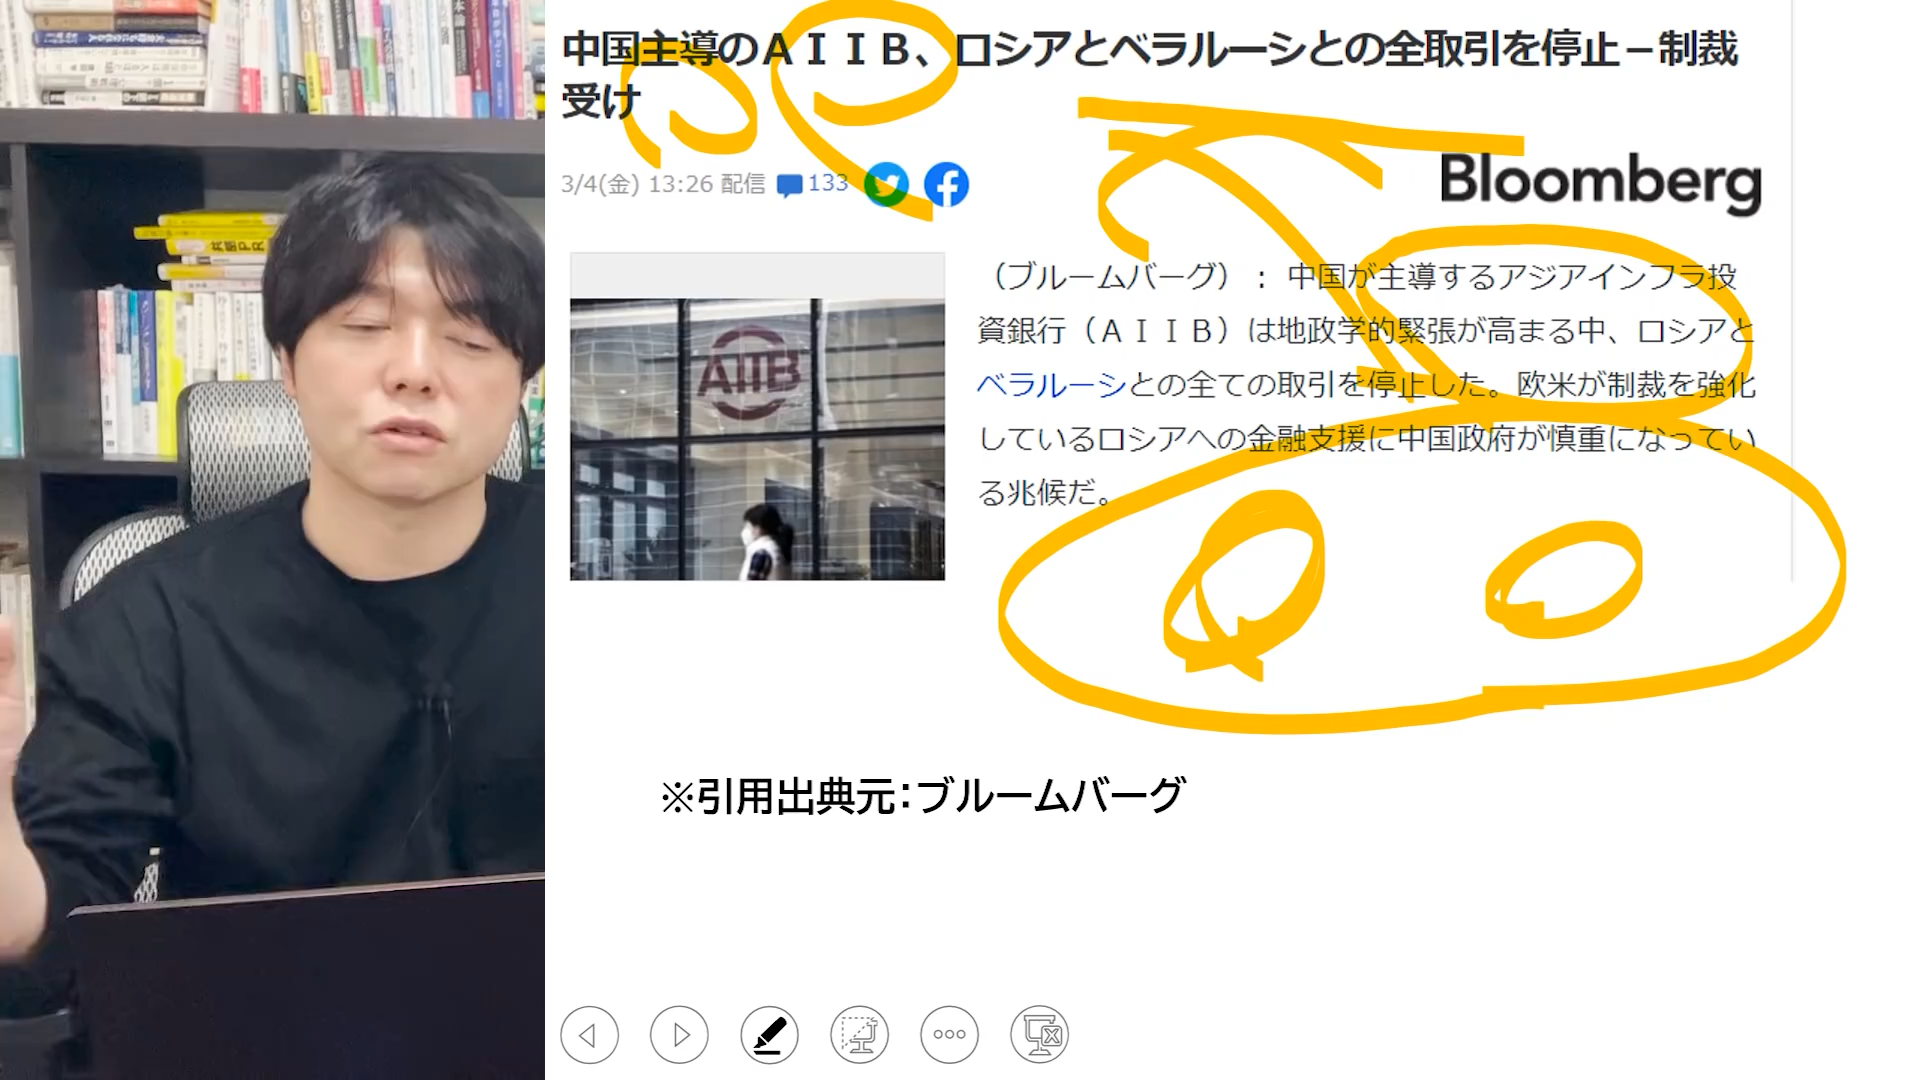 中国主導のＡＩＩＢ、ロシアとベラルーシとの全取引を停止－制裁
受け
3/4(金) 13:26 配信 133
Bloomberg
（ブルームバーグ）： 中国が主導するアジアインフラ投
資銀行（ＡＩＩＢ）は地政学的緊張が高まる中、ロシアと
ベラルーシとの全ての取引を停止した。欧米が制裁を強化
しているロシアへの金融支援に中国政府が慎重になってい
る兆候だ。
AIIB
※引用出典元：ブルームバーグ